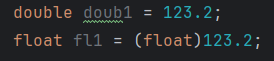 double doub1 = 123.2;
float fl1 = (float)123.2;